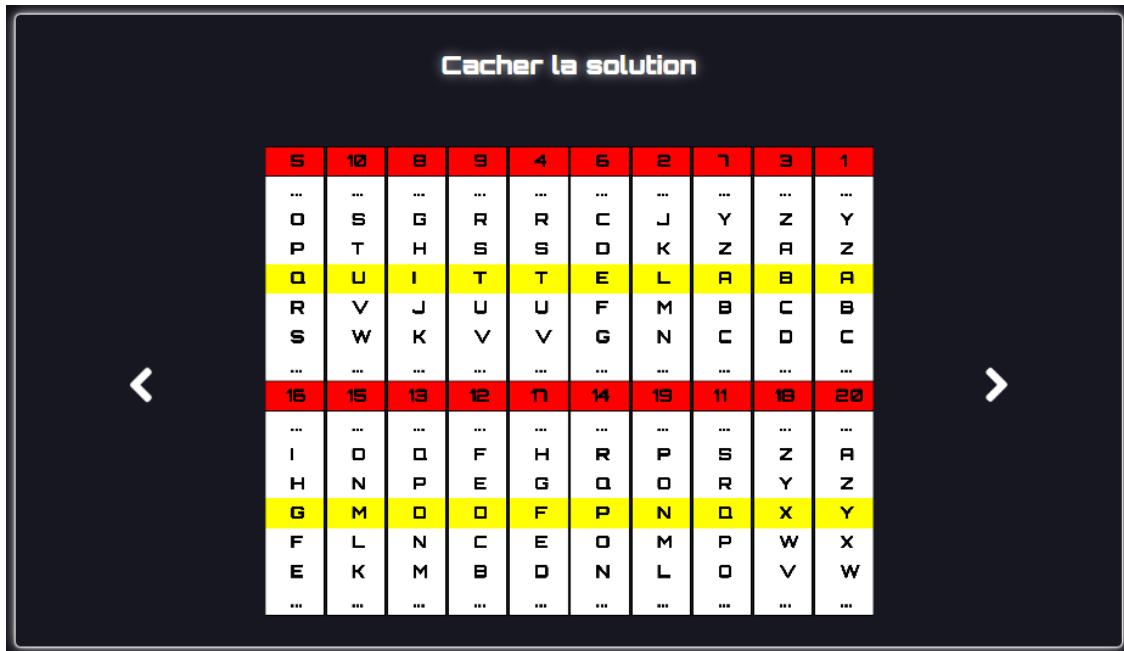 Cacher la solution
5 10 8 9 4 6 2 7 3 1
... ... ... ... ... ... ... ... ... ...
O S G R R C J Y Z Y
P T H S S D K Z A Z
Q U I T T E L A B A
R V J U U F M B C B
S W K V V G N C D C
... ... ... ... ... ... ... ... ... ...
16 15 13 12 17 14 19 11 18 20
... ... ... ... ... ... ... ... ... ...
I O Q F H R P S Z A
H N P E G Q O R Y Z
G M O D F P N Q X Y
F L N C E O M P W X
E K M B D N L O V W
... ... ... ... ... ... ... ... ... ...